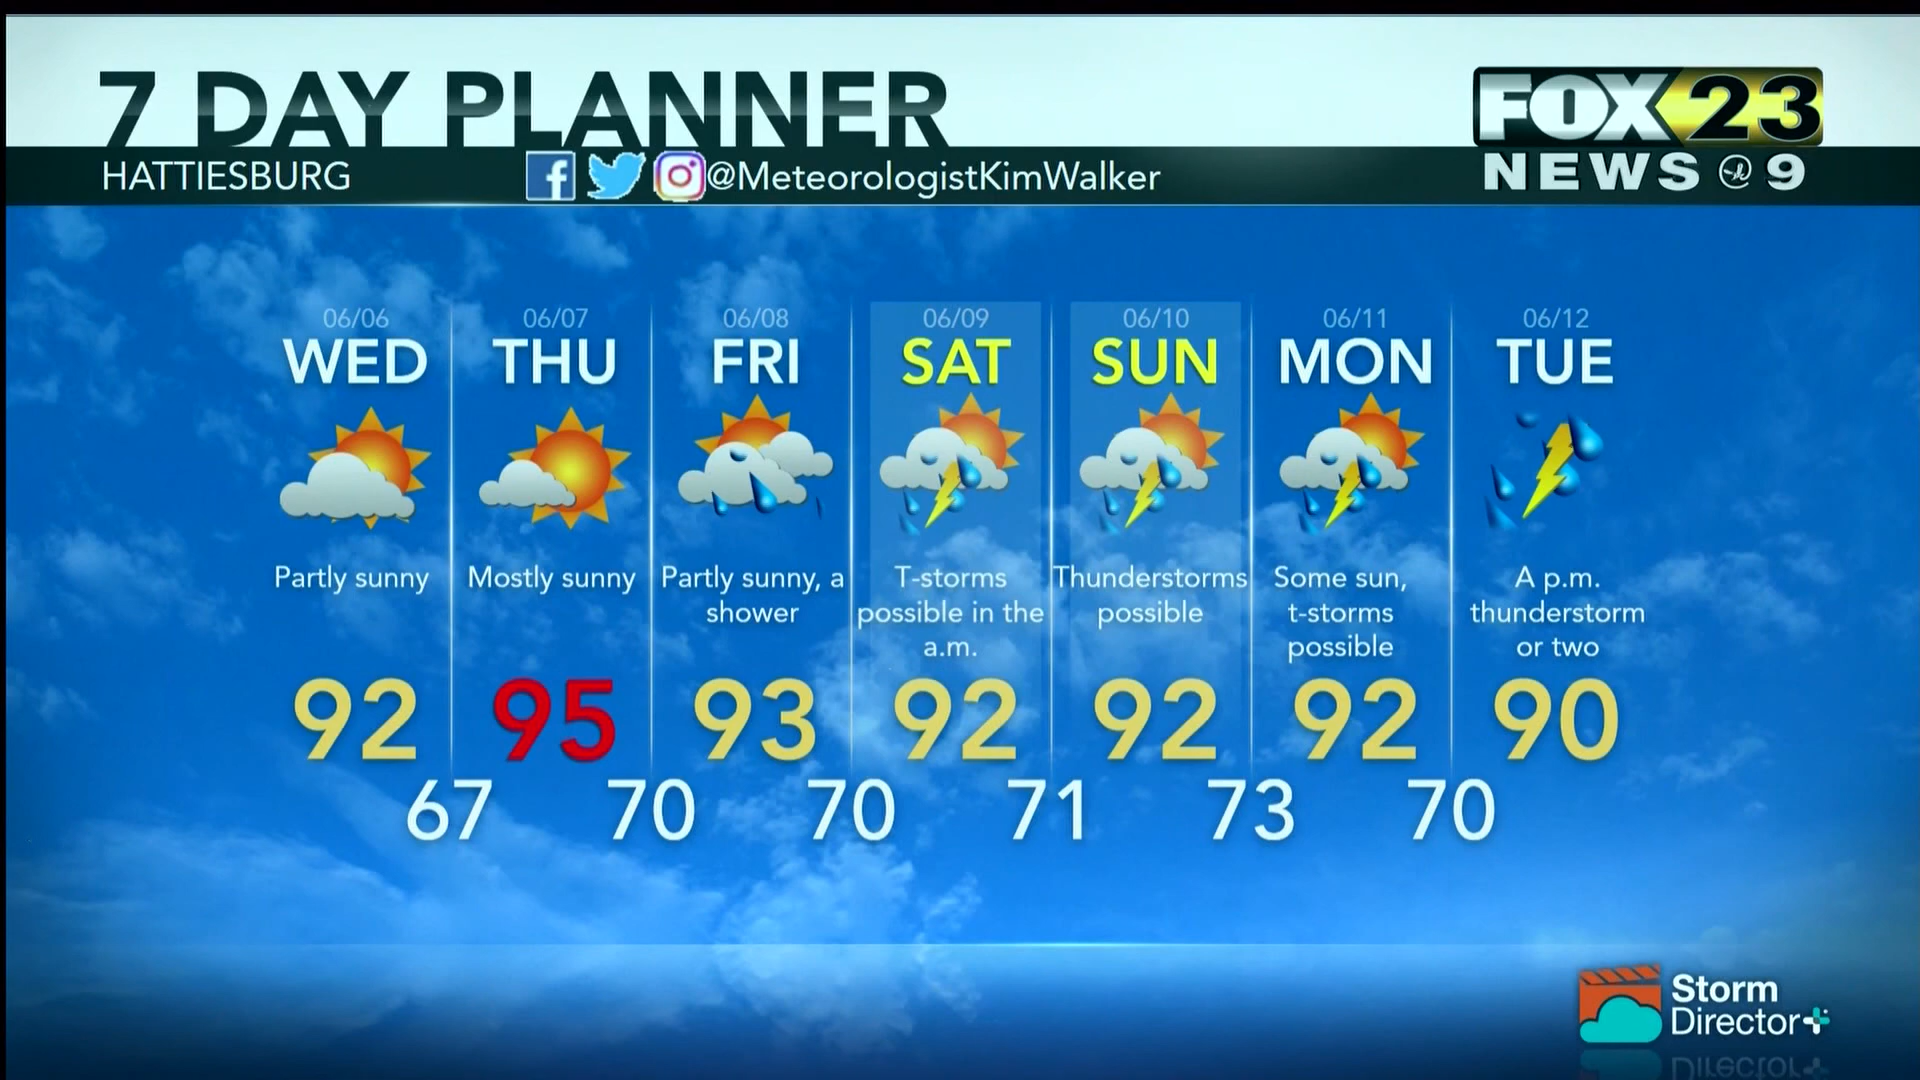 7 DAY PLANNER
HATTIESBURG
@MeteorologistKimWalker
FOX 23
NEWS @ 9
06/06 06/07 06/08 06/09 06/10 06/11 06/12
WED THU FRI SAT SUN MON TUE
Partly sunny
Mostly sunny
Partly sunny, a
shower
T-storms
possible in the
a.m.
Thunderstorms
possible
Some sun,
t-storms
possible
A p.m.
thunderstorm
or two
92 95 93 92 92 92 90
67 70 70 71 73 70
Storm
Director+